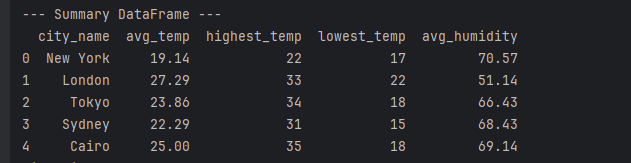 --- Summary DataFrame ---
city_name avg_temp highest_temp lowest_temp avg_humidity
0 New York 19.14 22 17 70.57
1 London 27.29 33 22 51.14
2 Tokyo 23.86 34 18 66.43
3 Sydney 22.29 31 15 68.43
4 Cairo 25.00 35 18 69.14